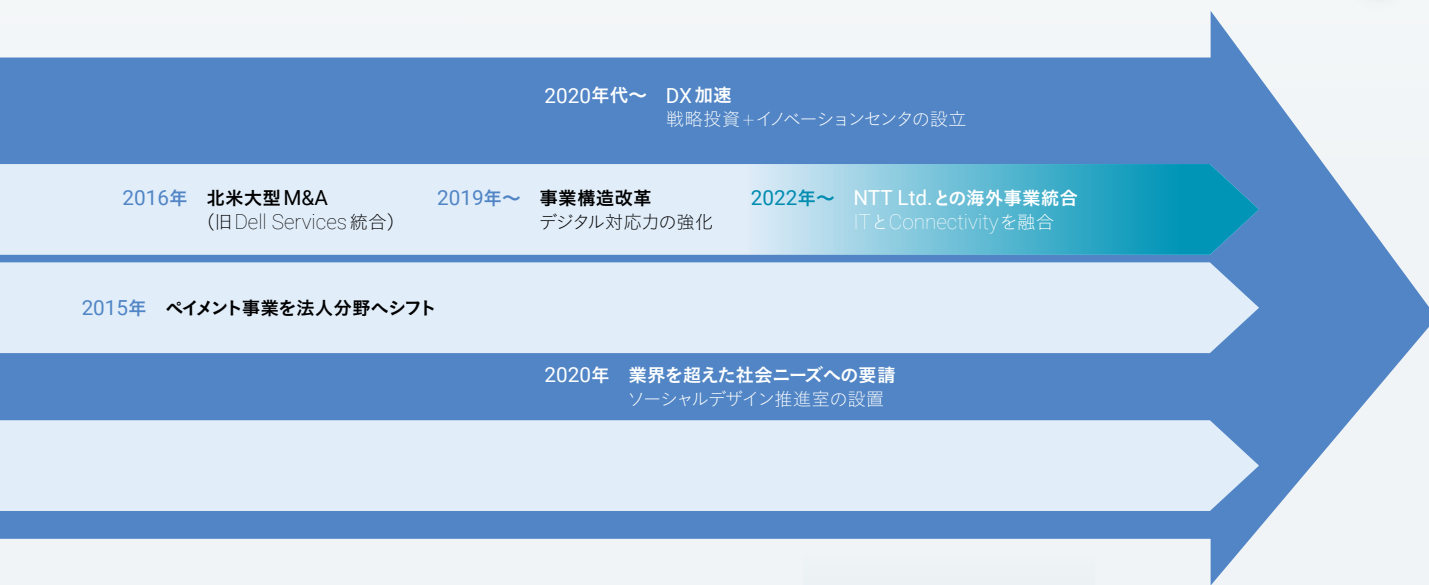 2020年代～ DX加速
戦略投資+イノベーションセンタの設立
2016年 北米大型M&A
(旧Dell Services統合)
2019年～ 事業構造改革
デジタル対応力の強化
2022年～ NTT Ltd.との海外事業統合
ITとConnectivityを融合
2015年 ペイメント事業を法人分野へシフト
2020年 業界を超えた社会ニーズへの要請
ソーシャルデザイン推進室の設置